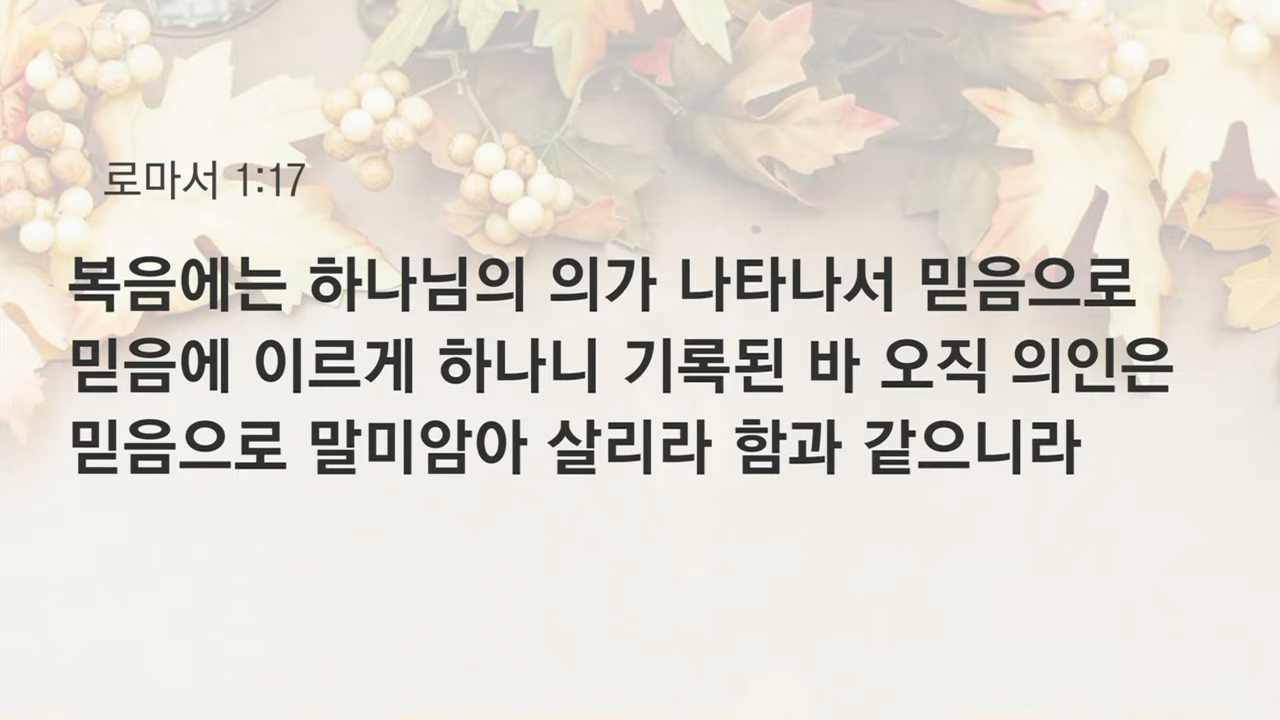 로마서 1:17
복음에는 하나님의 의가 나타나서 믿음으로
믿음에 이르게 하나니 기록된 바 오직 의인은
믿음으로 말미암아 살리라 함과 같으니라